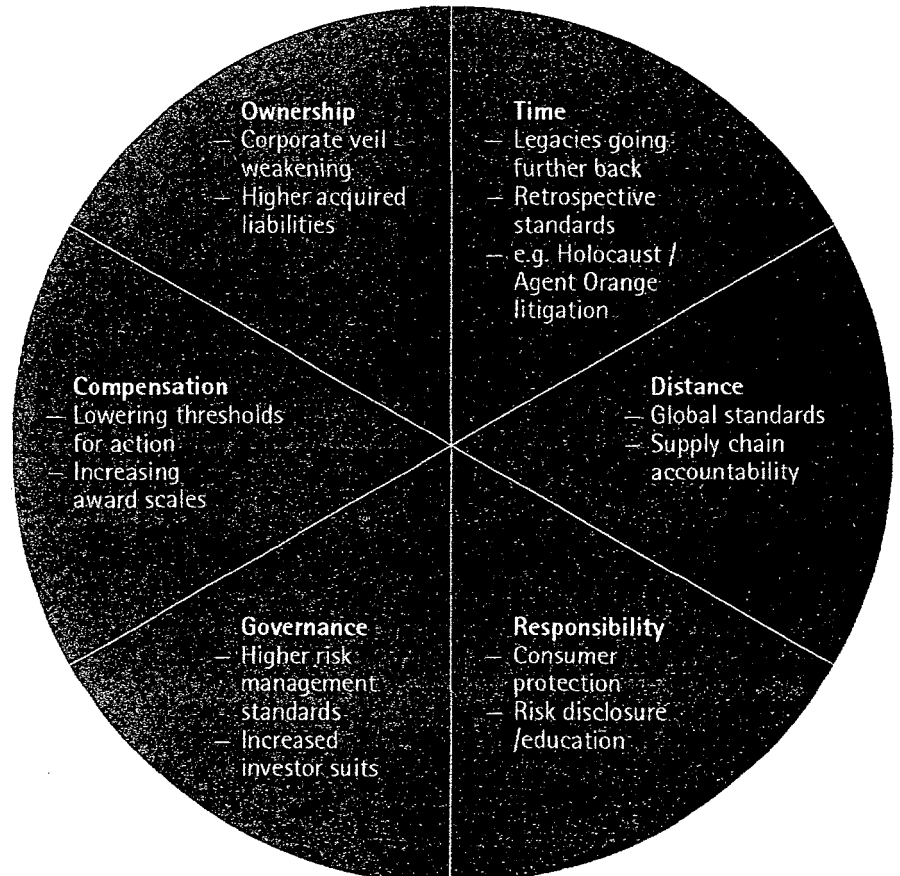 Ownership
— Corporate veil
weakening
— Higher acquired
liabilities
Time
— Legacies going
further back
— Retrospective
standards
— e.g. Holocaust /
Agent Orange
litigation
Compensation
— Lowering thresholds
for action
— Increasing
award scales
Distance
— Global standards
— Supply chain
accountability
Governance
— Higher risk
management
standards
— Increased
investor suits
Responsibility
— Consumer
protection
— Risk disclosure
/education